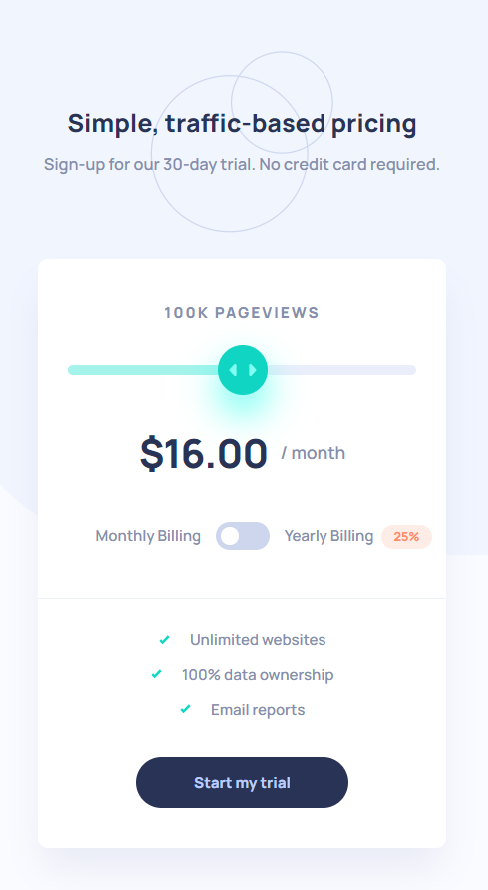 Simple, traffic-based pricing
Sign-up for our 30-day trial. No credit card required.
100K PAGEVIEWS
$16.00 / month
Monthly Billing Yearly Billing 25%
Unlimited websites
100% data ownership
Email reports
Start my trial